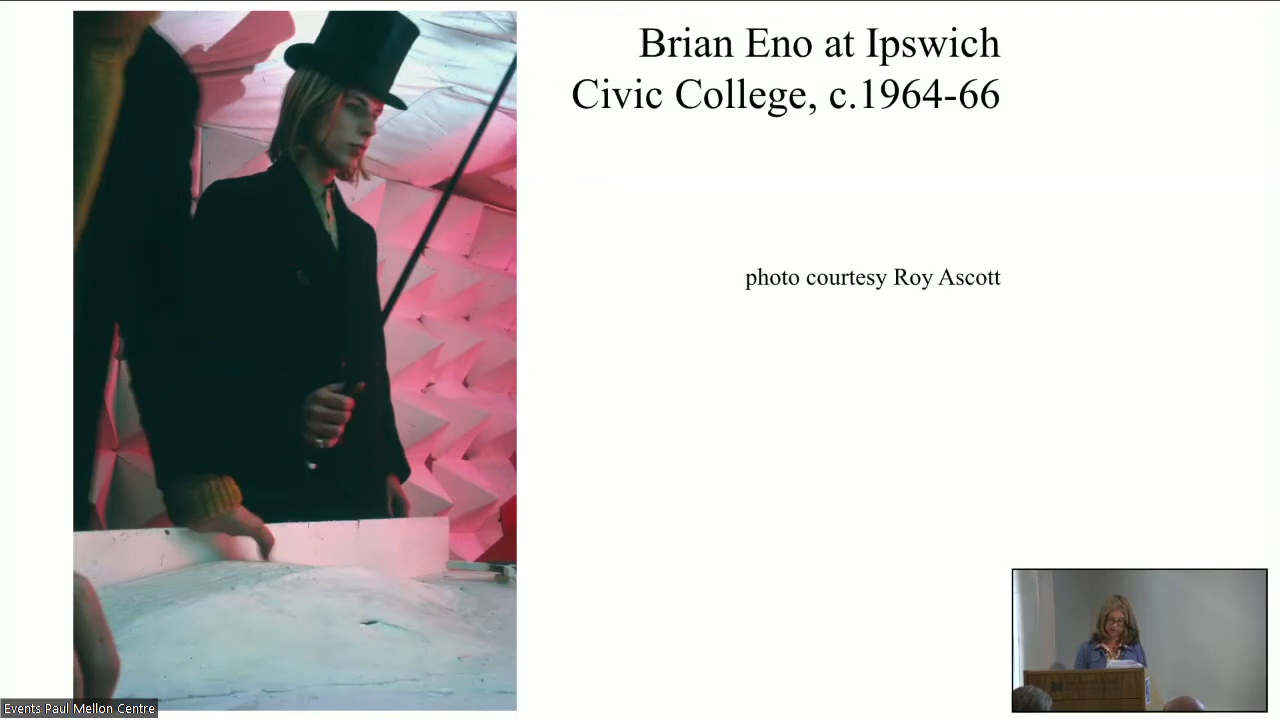 Brian Eno at Ipswich
Civic College, c.1964-66
photo courtesy Roy Ascott
Events Paul Mellon Centre